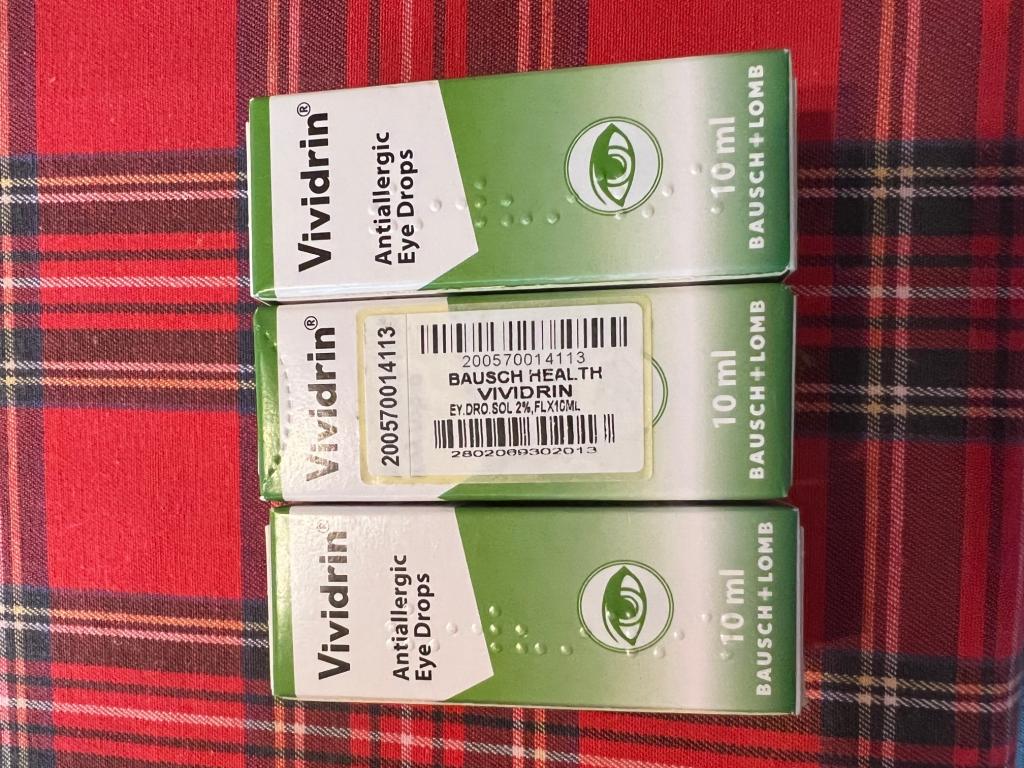 Vividrin®
Antiallergic
Eye Drops
10 ml
BAUSCH + LOMB
Vividrin®
200570014113
200570014113
BAUSCH HEALTH
VIVIDRIN
EY.DRO.SOL 2%,FLX10ML
2802069302013
10 ml
BAUSCH + LOMB
Vividrin®
Antiallergic
Eye Drops
10 ml
BAUSCH + LOMB